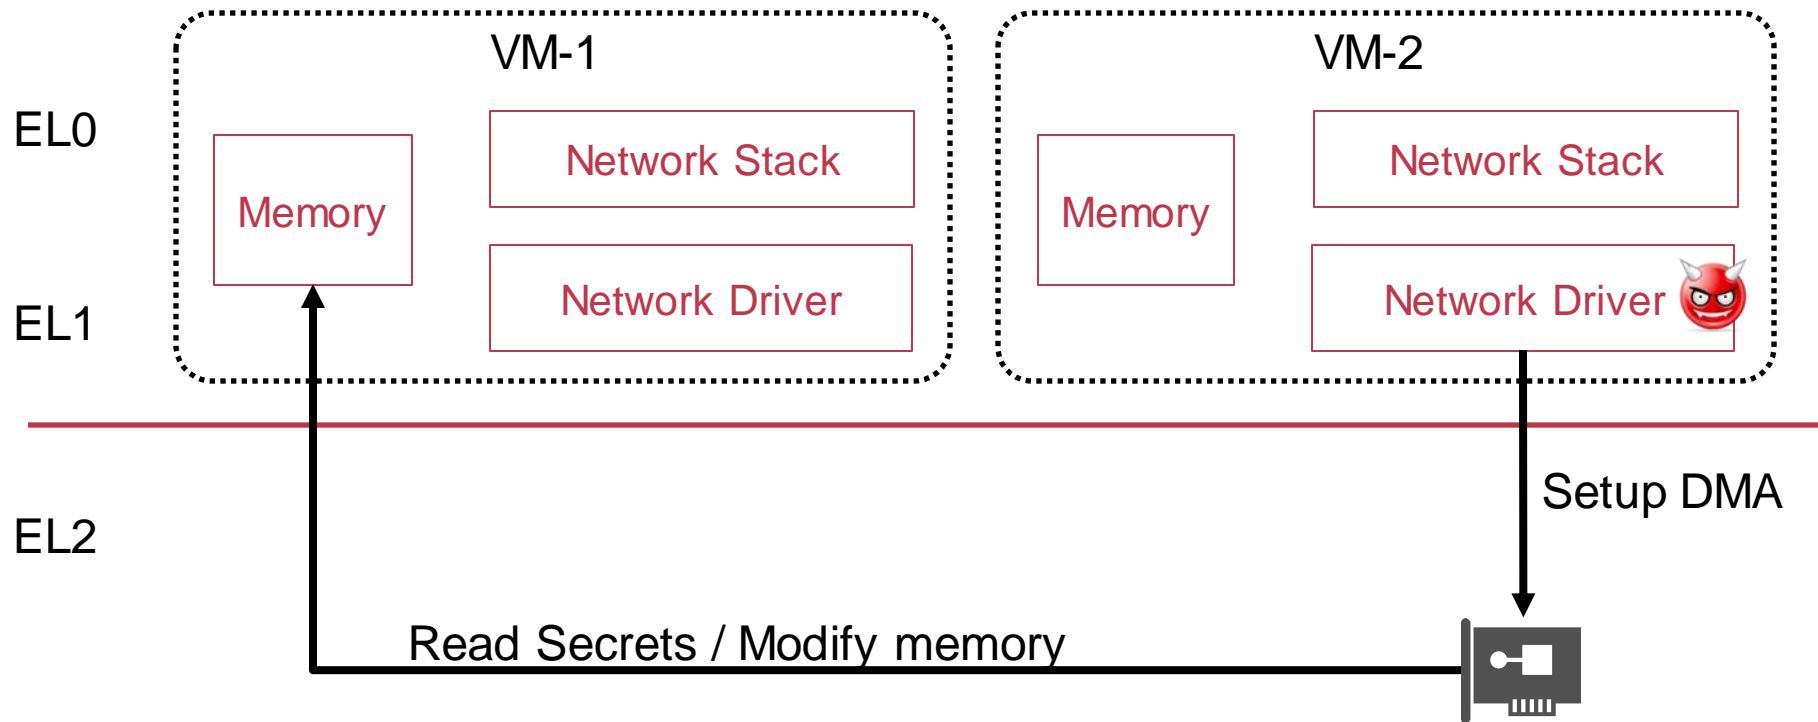 VM-1
VM-2
EL0
Network Stack
Network Stack
Memory
Memory
Network Driver
Network Driver
EL1
Setup DMA
EL2
Read Secrets / Modify memory